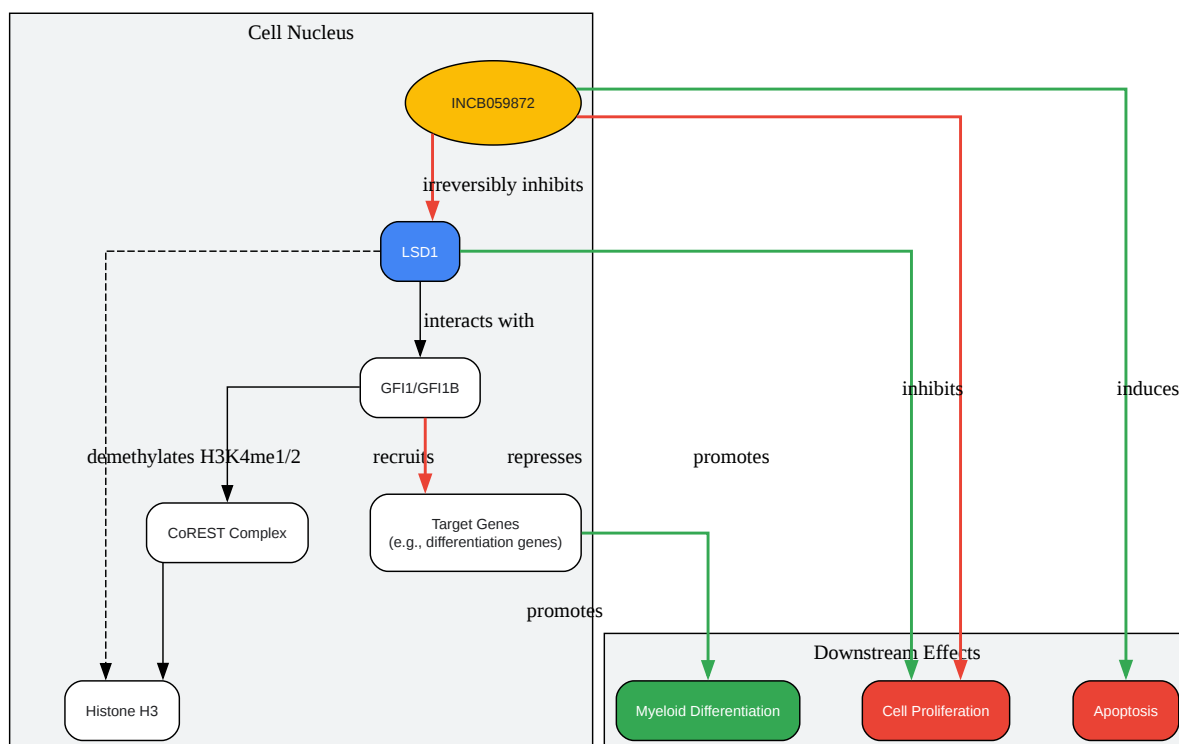 Cell Nucleus
INCB059872
irreversibly inhibits
LSD1
interacts with
GFI1/GFI1B
inhibits
induces
demethylates H3K4me1/2
recruits
represses
promotes
CoREST Complex
Target Genes
(e.g., differentiation genes)
promotes
Downstream Effects
Histone H3
Myeloid Differentiation
Cell Proliferation
Apoptosis